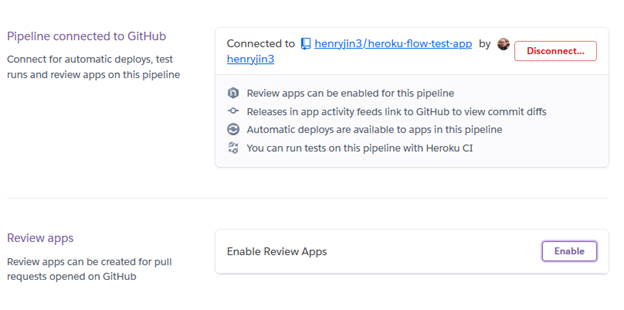 Pipeline connected to GitHub
Connect for automatic deploys, test
runs and review apps on this pipeline
Connected to henryjin3/heroku-flow-test-app by
henryjin3
Disconnect...
Review apps can be enabled for this pipeline
Releases in app activity feeds link to GitHub to view commit diffs
Automatic deploys are available to apps in this pipeline
You can run tests on this pipeline with Heroku CI
Review apps
Review apps can be created for pull
requests opened on GitHub
Enable Review Apps
Enable